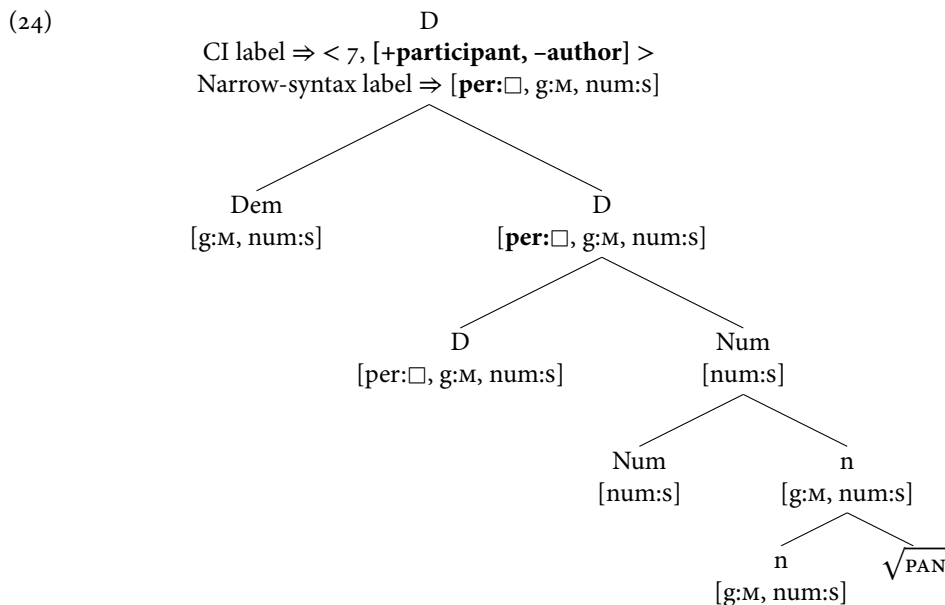 (24)
D
CI label ⇒ < 7, [+participant, –author] >
Narrow-syntax label ⇒ [per:□, g:M, num:s]
Dem D
[g:M, num:s] [per:□, g:M, num:s]
D Num
[per:□, g:M, num:s] [num:s]
Num n
[num:s] [g:M, num:s]
n √PAN
[g:M, num:s]